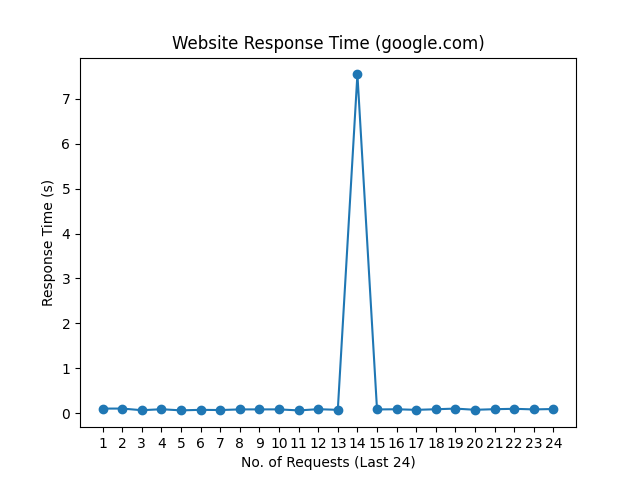 Website Response Time (google.com)
7
6
5
4
3
2
1
0
Response Time (s)
1 2 3 4 5 6 7 8 9 10 11 12 13 14 15 16 17 18 19 20 21 22 23 24
No. of Requests (Last 24)